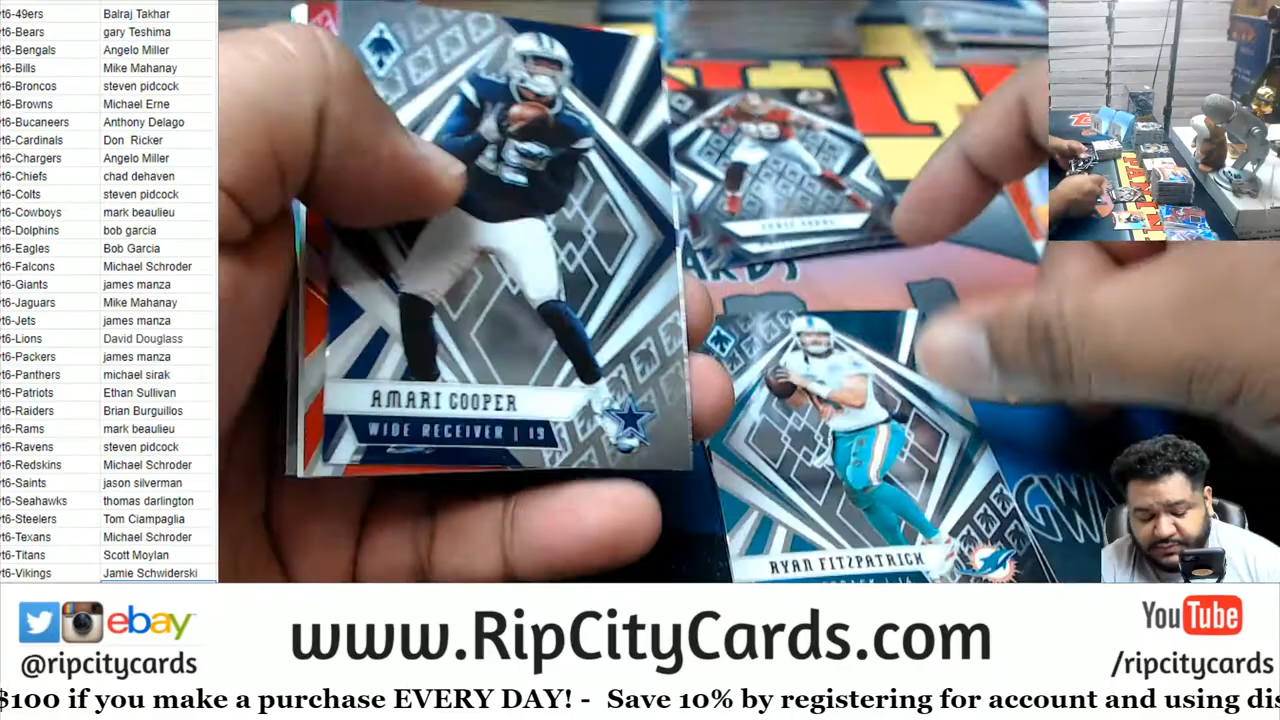 t6-49ers Balraj Takhar
t6-Bears gary Teshima
t6-Bengals Angelo Miller
t6-Bills Mike Mahanay
t6-Broncos steven pidcock
t6-Browns Michael Erne
t6-Bucaneers Anthony Delago
t6-Cardinals Don Ricker
t6-Chargers Angelo Miller
t6-Chiefs chad dehaven
t6-Colts steven pidcock
t6-Cowboys mark beaulieu
t6-Dolphins bob garcia
t6-Eagles Bob Garcia
t6-Falcons Michael Schroder
t6-Giants james manza
t6-Jaguars Mike Mahanay
t6-Jets james manza
t6-Lions David Douglass
t6-Packers james manza
t6-Panthers michael sirak
t6-Patriots Ethan Sullivan
t6-Raiders Brian Burguillos
t6-Rams mark beaulieu
t6-Ravens steven pidcock
t6-Redskins Michael Schroder
t6-Saints jason silverman
t6-Seahawks thomas darlington
t6-Steelers Tom Ciampaglia
t6-Texans Michael Schroder
t6-Titans Scott Moylan
t6-Vikings Jamie Schwiderski
AMARI COOPER
WIDE RECEIVER | 19
RYAN FITZPATRICK
ebay
@ripcitycards
www.RipCityCards.com
YouTube
/ripcitycards
$100 if you make a purchase EVERY DAY! - Save 10% by registering for account and using dis